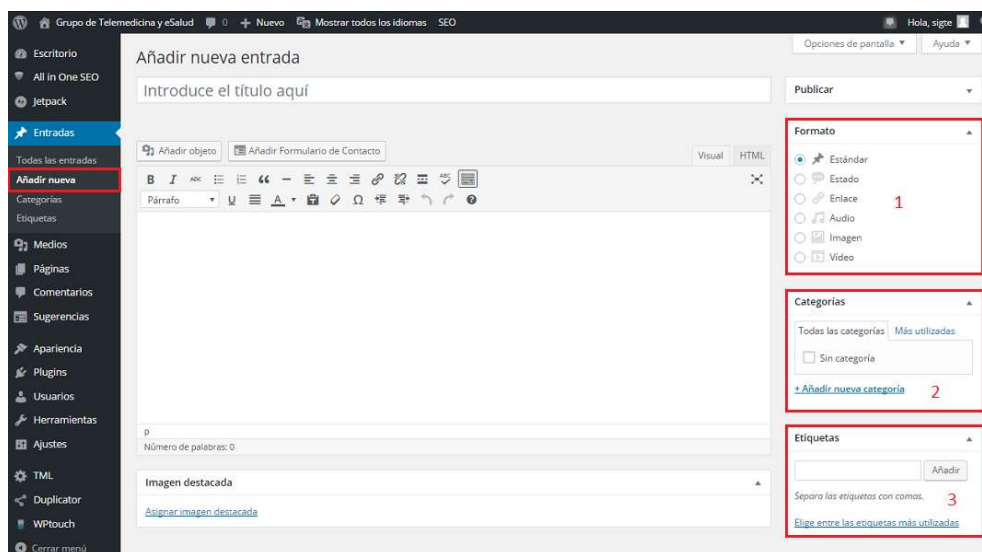 Grupo de Telemedicina y eSalud 0 + Nuevo Mostrar todos los idiomas SEO Hola, sigte
Opciones de pantalla Ayuda
Escritorio
All in One SEO
Jetpack
Entradas
Todas las entradas
Añadir nueva
Categorías
Etiquetas
Medios
Páginas
Comentarios
Sugerencias
Apariencia
Plugins
Usuarios
Herramientas
Ajustes
TML
Duplicator
WPtouch
Cerrar menú
Añadir nueva entrada
Introduce el título aquí
Añadir objeto Añadir Formulario de Contacto Visual HTML
B I ABC
Párrafo U A Ω
p
Número de palabras: 0
Imagen destacada
Asignar imagen destacada
Publicar
Formato
Estándar
Estado
Enlace
1
Audio
Imagen
Vídeo
Categorías
Todas las categorías Más utilizadas
Sin categoría
+ Añadir nueva categoría 2
Etiquetas
Añadir
Separa las etiquetas con comas. 3
Elige entre las etiquetas más utilizadas